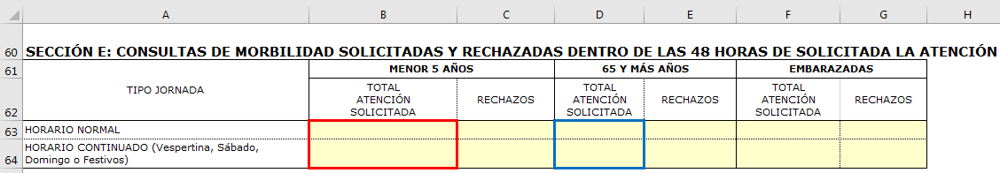 A B C D E F G H
60 SECCIÓN E: CONSULTAS DE MORBILIDAD SOLICITADAS Y RECHAZADAS DENTRO DE LAS 48 HORAS DE SOLICITADA LA ATENCIÓN
61 TIPO JORNADA MENOR 5 AÑOS 65 Y MÁS AÑOS EMBARAZADAS
62 TOTAL ATENCIÓN SOLICITADA RECHAZOS TOTAL ATENCIÓN SOLICITADA RECHAZOS TOTAL ATENCIÓN SOLICITADA RECHAZOS
63 HORARIO NORMAL
64 HORARIO CONTINUADO (Vespertina, Sábado,
Domingo o Festivos)